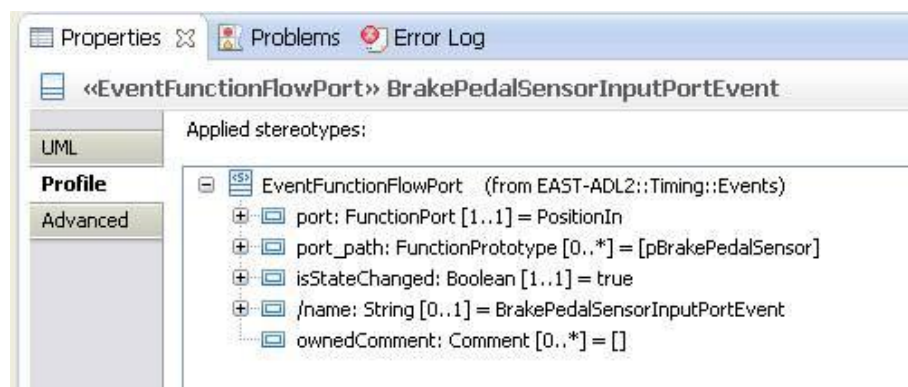 Properties Problems Error Log
«EventFunctionFlowPort» BrakePedalSensorInputPortEvent
Applied stereotypes:
UML
Profile
Advanced
<S> EventFunctionFlowPort (from EAST-ADL2::Timing::Events)
port: FunctionPort [1..1] = PositionIn
port_path: FunctionPrototype [0..*] = [pBrakePedalSensor]
isStateChanged: Boolean [1..1] = true
/name: String [0..1] = BrakePedalSensorInputPortEvent
ownedComment: Comment [0..*] = []